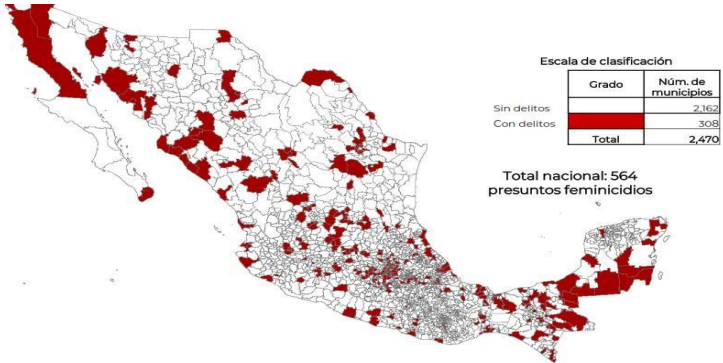 Escala de clasificación
Grado Núm. de municipios
Sin delitos 2,162
Con delitos 308
Total 2,470
Total nacional: 564
presuntos feminicidios